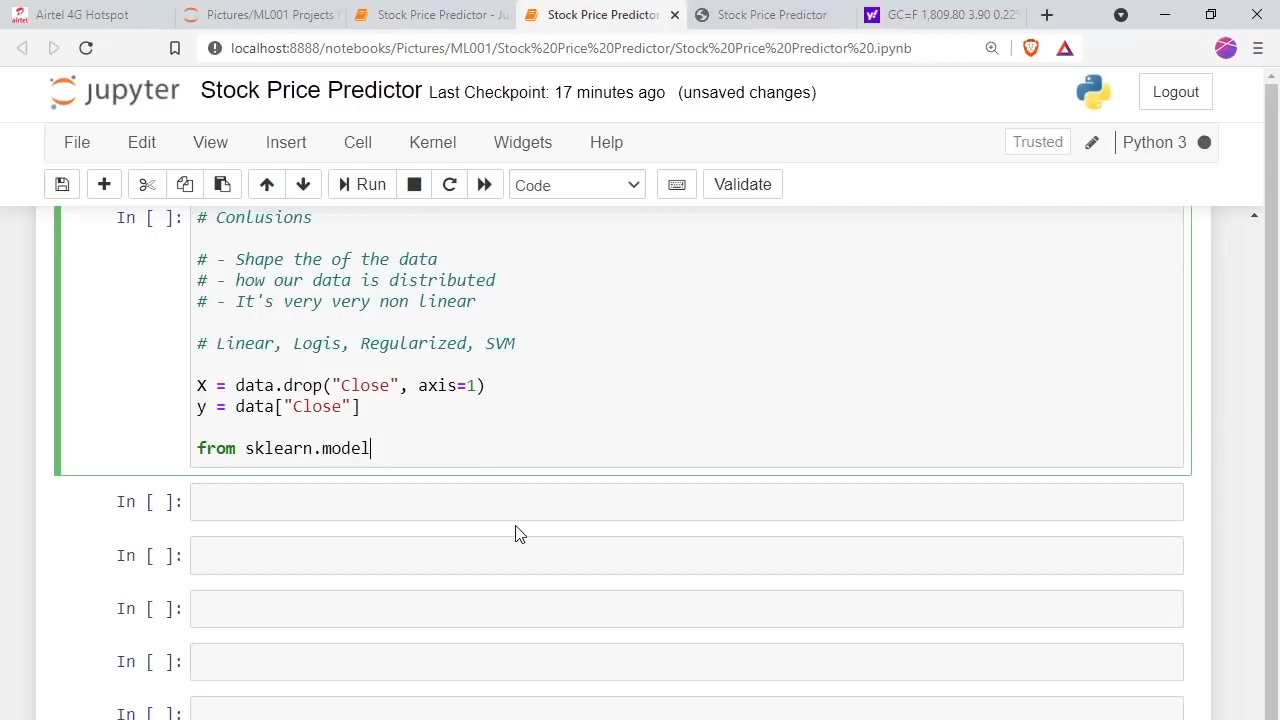 Airtel 4G Hotspot
Pictures/ML001 Projects F
Stock Price Predictor - Ju
Stock Price Predictor
Stock Price Predictor
GC=F 1,809.80 3.90 0.22%
localhost:8888/notebooks/Pictures/ML001/Stock%20Price%20Predictor/Stock%20Price%20Predictor%20.ipynb
jupyter Stock Price Predictor Last Checkpoint: 17 minutes ago (unsaved changes)
Logout
File Edit View Insert Cell Kernel Widgets Help
Trusted
Python 3
Run
Code
Validate
In [ ]: # Conlusions
# - Shape the of the data
# - how our data is distributed
# - It's very very non linear
# Linear, Logis, Regularized, SVM
X = data.drop("Close", axis=1)
y = data["Close"]
from sklearn.model
In [ ]:
In [ ]:
In [ ]:
In [ ]:
In [ ]: